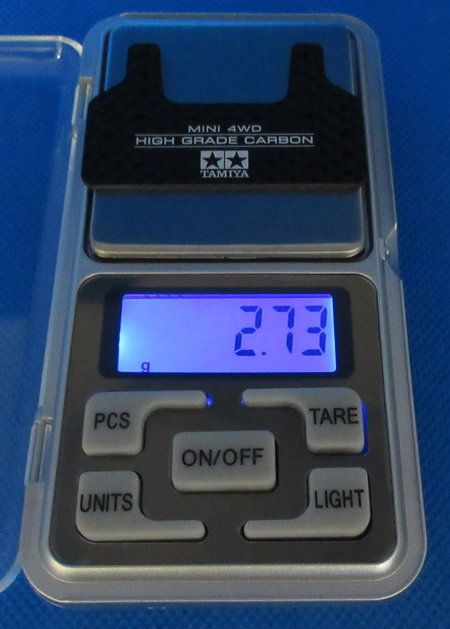 MINI 4WD
HIGH GRADE CARBON
TAMIYA
2.73
g
PCS
TARE
ON/OFF
UNITS
LIGHT